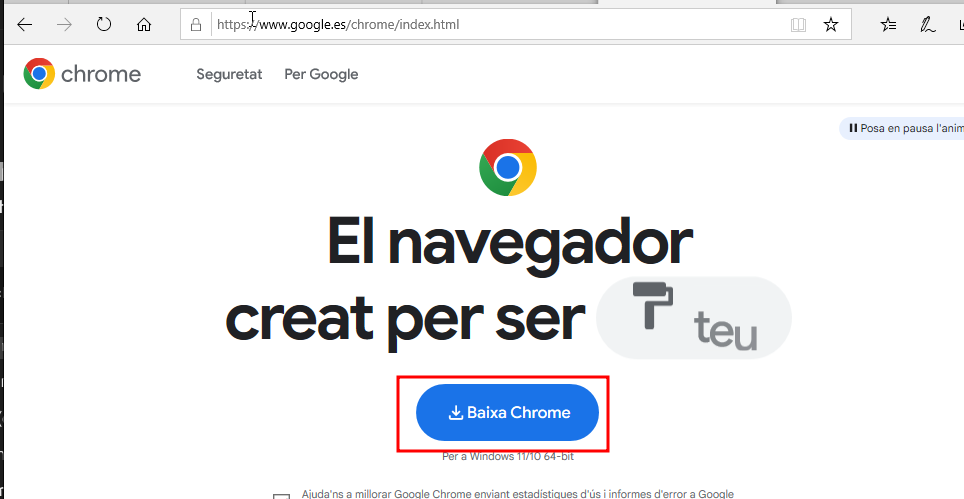 https://www.google.es/chrome/index.html
chrome Seguretat Per Google
Posa en pausa l'anim
El navegador
creat per ser teu
Baixa Chrome
Per a Windows 11/10 64-bit
Ajuda'ns a millorar Google Chrome enviant estadístiques d'ús i informes d'error a Google